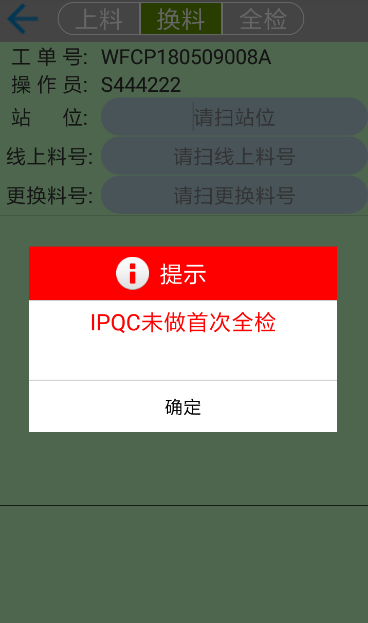 上料 换料 全检
工单号: WFCP180509008A
操作员: S444222
站 位: 请扫站位
线上料号: 请扫线上料号
更换料号: 请扫更换料号
提示
IPQC未做首次全检
确定